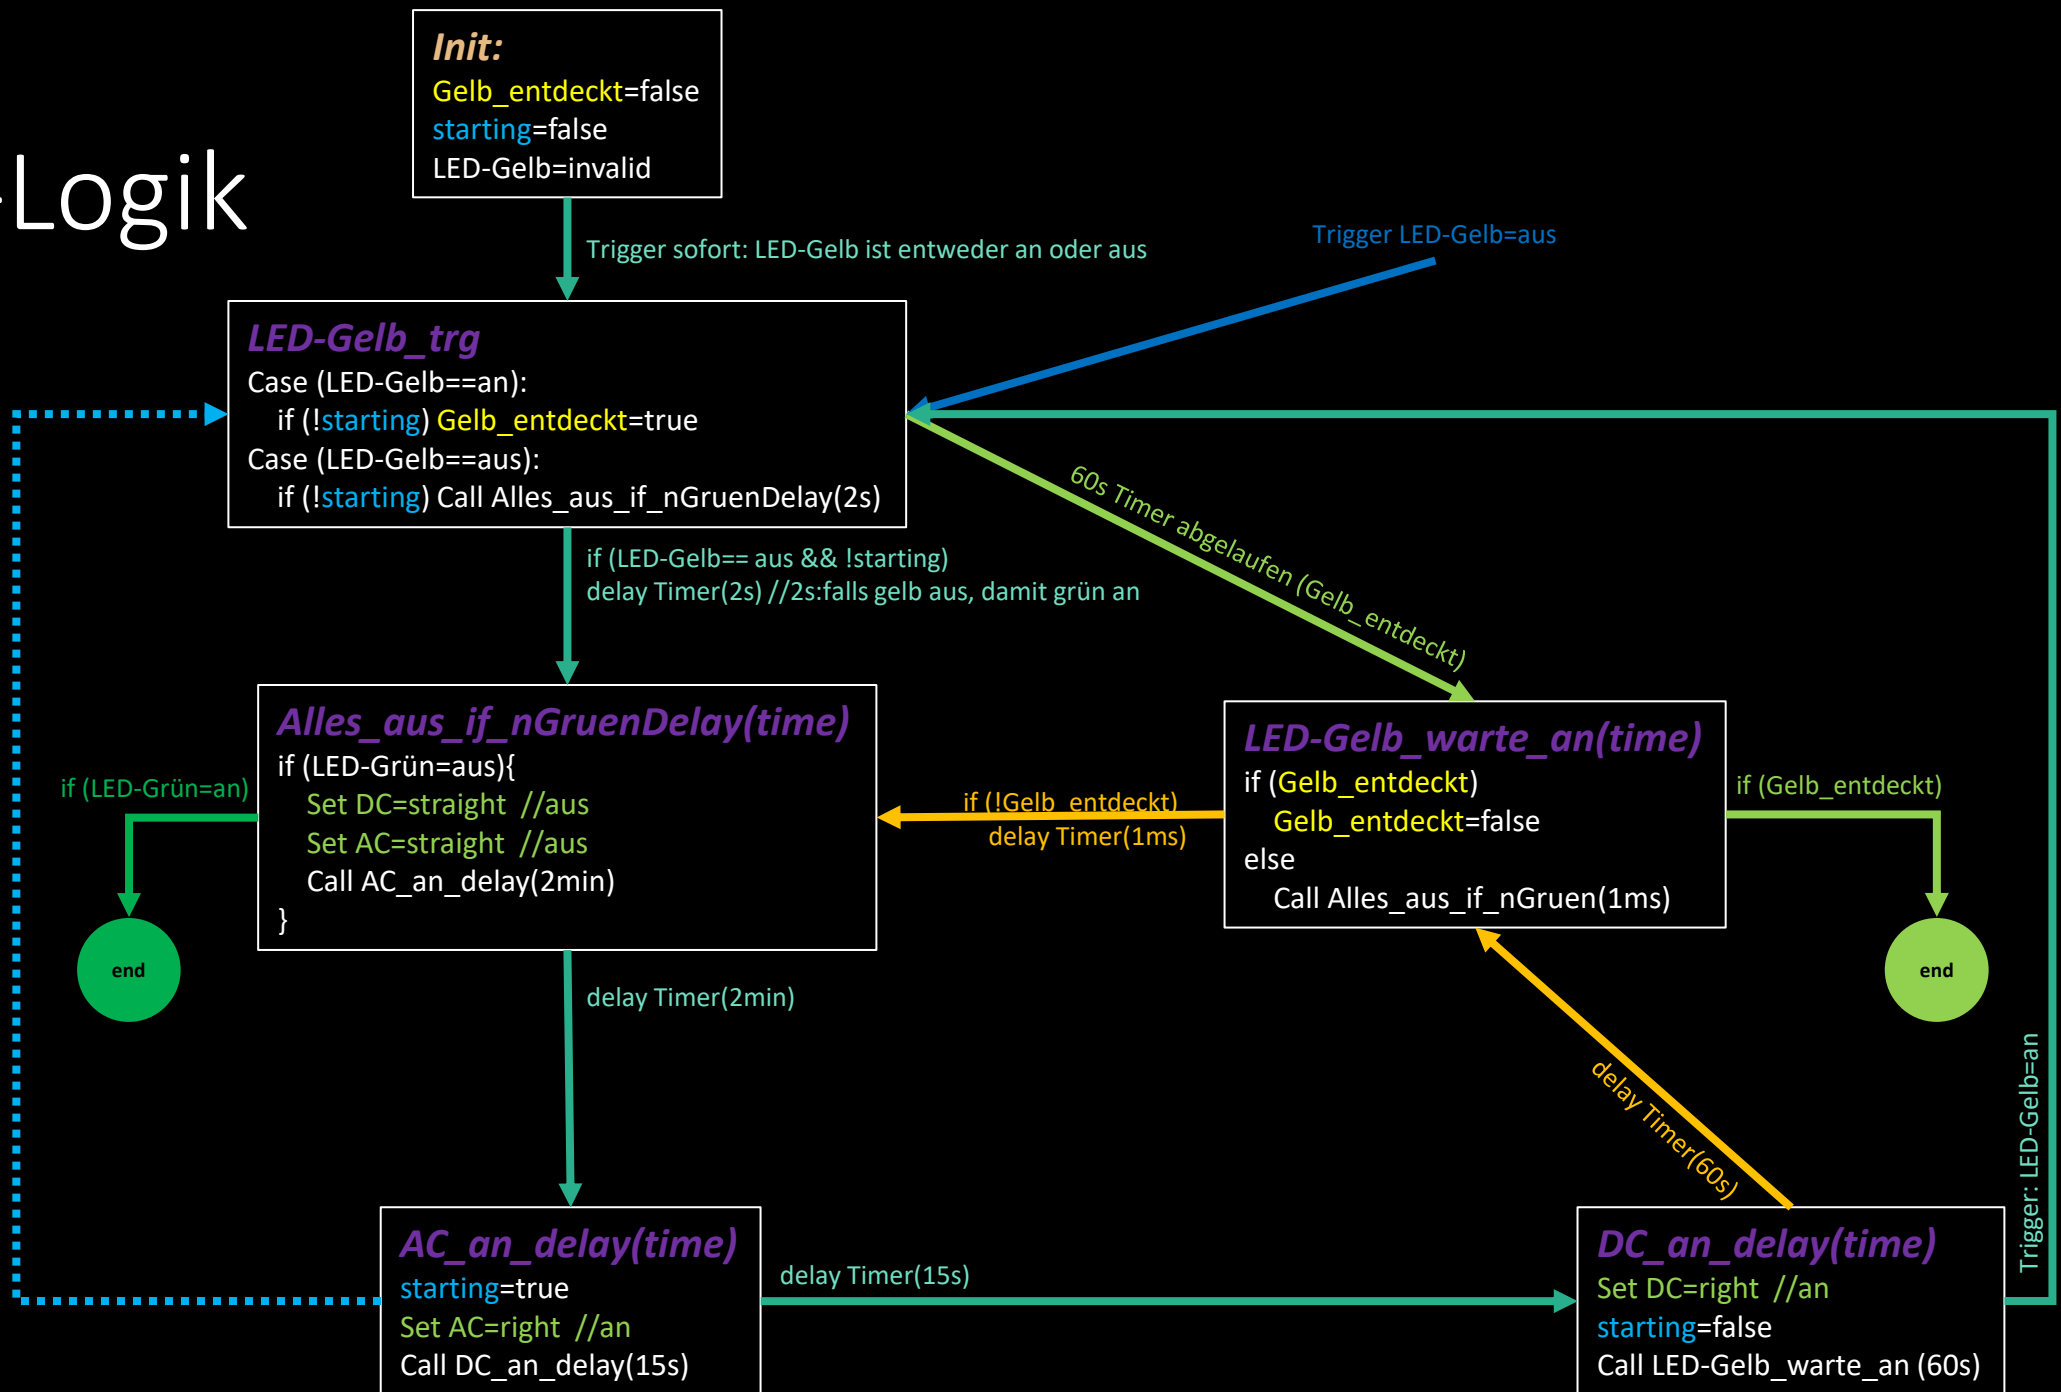 -Logik
Init:
Gelb_entdeckt=false
starting=false
LED-Gelb=invalid
Trigger sofort: LED-Gelb ist entweder an oder aus
Trigger LED-Gelb=aus
LED-Gelb_trg
Case (LED-Gelb==an):
if (!starting) Gelb_entdeckt=true
Case (LED-Gelb==aus):
if (!starting) Call Alles_aus_if_nGruenDelay(2s)
60s Timer abgelaufen (Gelb_entdeckt)
if (LED-Gelb== aus && !starting)
delay Timer(2s) //2s:falls gelb aus, damit grün an
Alles_aus_if_nGruenDelay(time)
if (LED-Grün=aus){
Set DC=straight //aus
Set AC=straight //aus
Call AC_an_delay(2min)
}
if (LED-Grün=an)
end
if (!Gelb_entdeckt)
delay Timer(1ms)
LED-Gelb_warte_an(time)
if (Gelb_entdeckt)
Gelb_entdeckt=false
else
Call Alles_aus_if_nGruen(1ms)
if (Gelb_entdeckt)
end
delay Timer(2min)
delay Timer(60s)
Trigger: LED-Gelb=an
AC_an_delay(time)
starting=true
Set AC=right //an
Call DC_an_delay(15s)
delay Timer(15s)
DC_an_delay(time)
Set DC=right //an
starting=false
Call LED-Gelb_warte_an (60s)